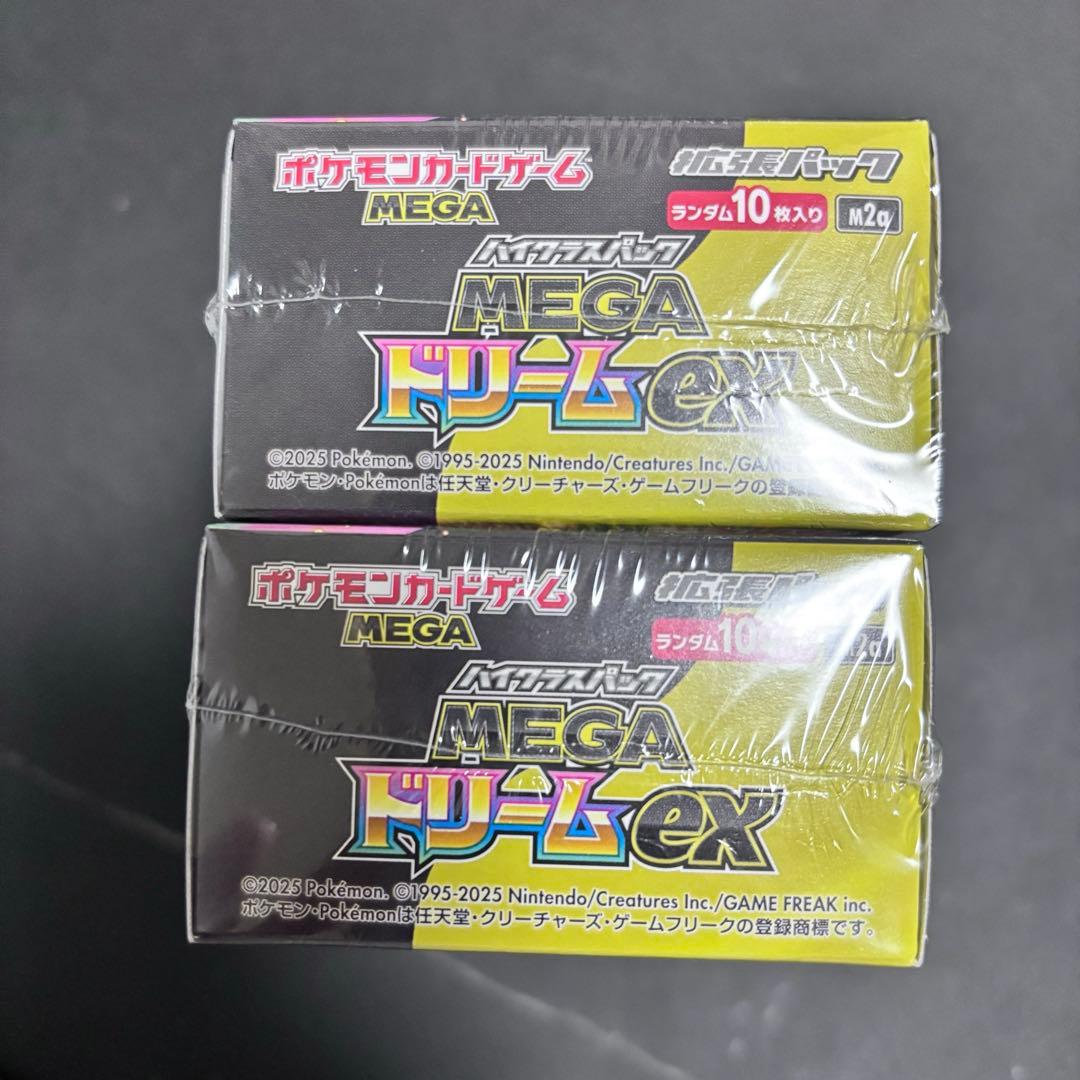 ポケモンカードゲーム
MEGA
拡張パック
ランダム10枚入り M2a
ハイクラスパック
MEGA
ドリームex
©2025 Pokémon. ©1995-2025 Nintendo/Creatures Inc./GAME
ポケモン・Pokémonは任天堂・クリーチャーズ・ゲームフリークの登録
ポケモンカードゲーム
MEGA
拡張パ
ランダム10
ハイクラスパック
MEGA
ドリームex
©2025 Pokémon. ©1995-2025 Nintendo/Creatures Inc./GAME FREAK inc.
ポケモン・Pokémonは任天堂・クリーチャーズ・ゲームフリークの登録商標です。